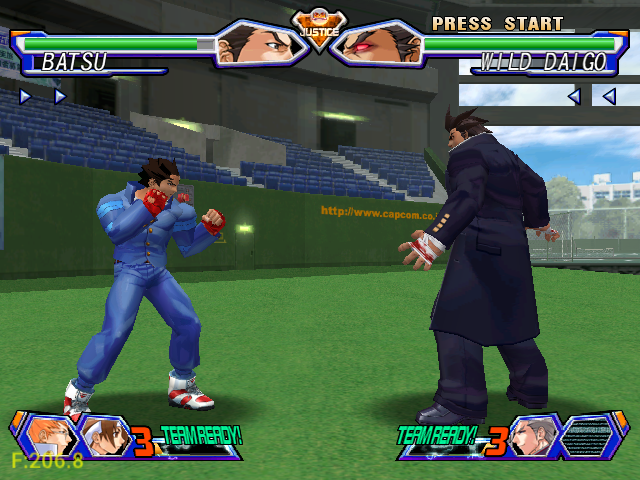 PRESS START
JUSTICE
BATSU
WILD DAIGO
http://www.capcom.co.
3 TEAM READY!
TEAM READY! 3
F:206.8